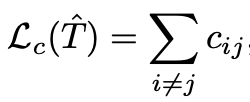 $\mathcal{L}_c(\hat{T}) = \sum_{i \neq j} c_{ij},$